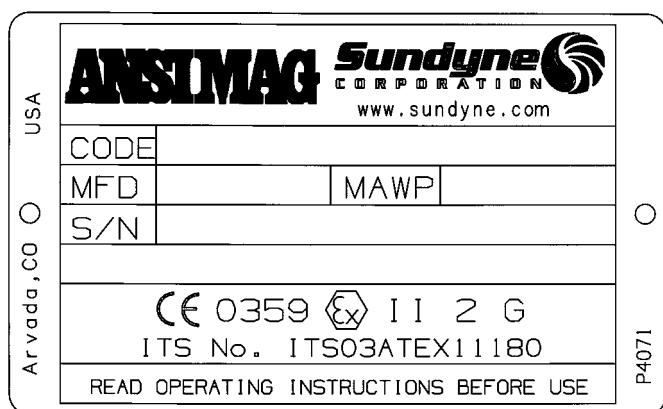 ANSIMAG
Sundyne
CORPORATION
www.sundyne.com
CODE
MFD MAWP
S/N
CE 0359 Ex II 2 G
ITS No. ITS03ATEX11180
READ OPERATING INSTRUCTIONS BEFORE USE
Arvada,CO USA
P4071